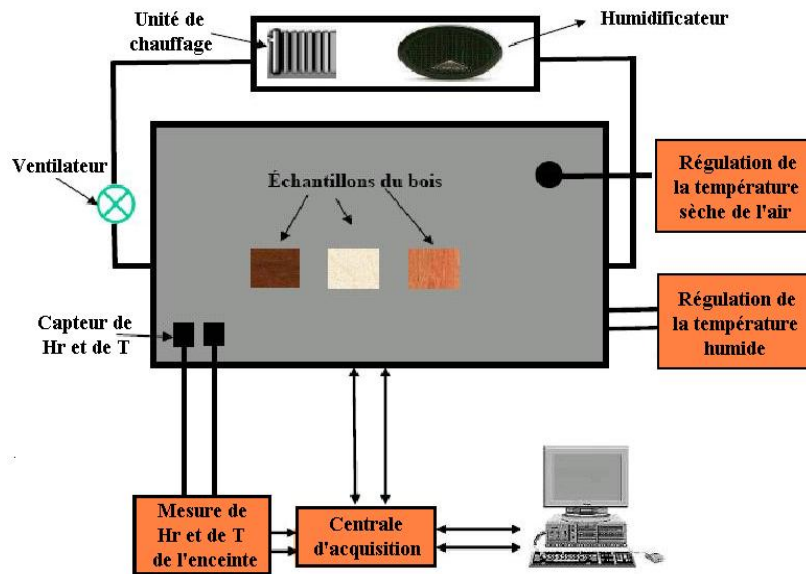 Unité de
chauffage
Humidificateur
Ventilateur
Échantillons du bois
Régulation de
la température
sèche de l'air
Capteur de
Hr et de T
Régulation de
la température
humide
Mesure de
Hr et de T
de l'enceinte
Centrale
d'acquisition